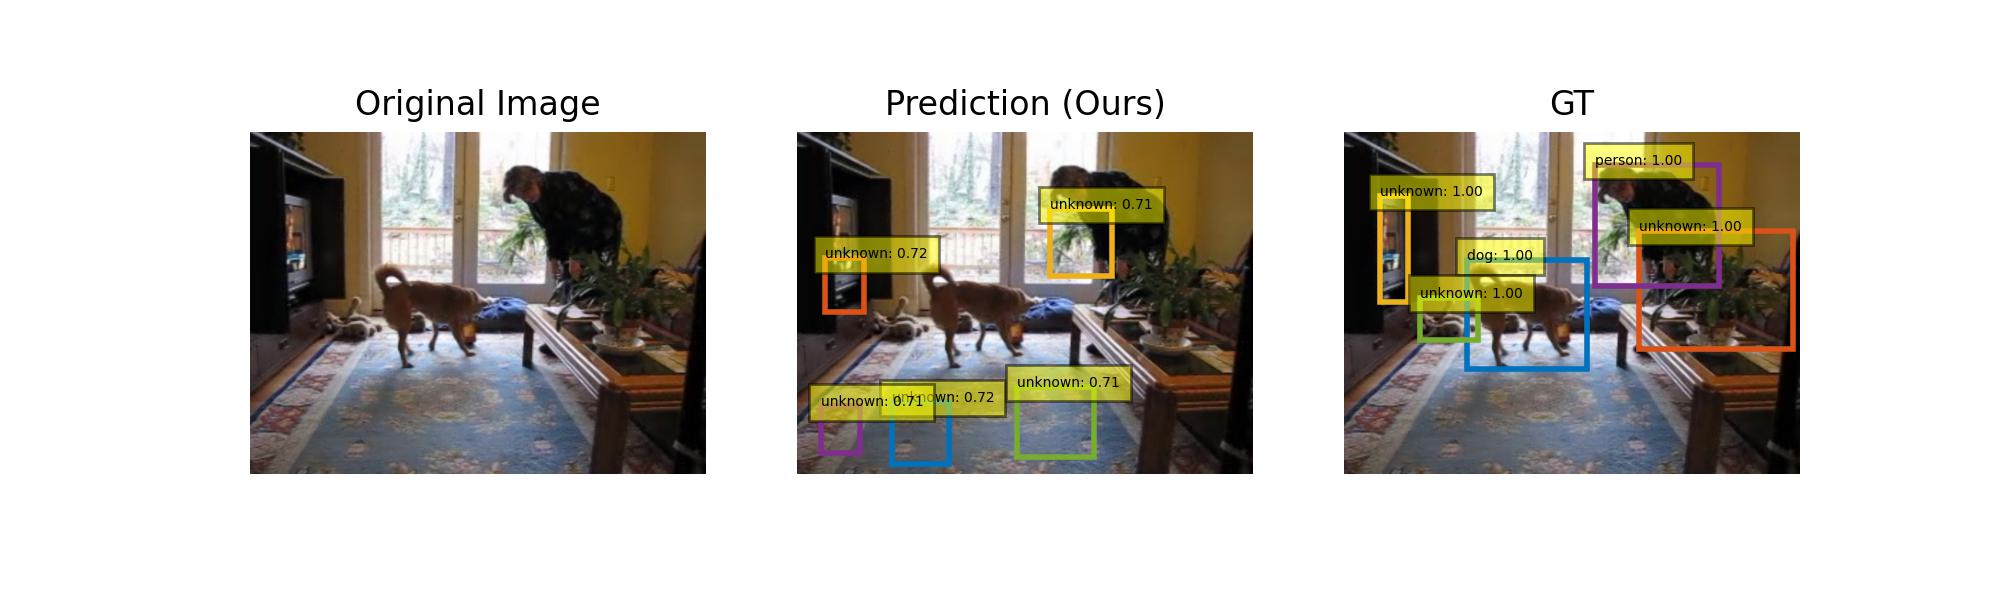 Original Image
Prediction (Ours)
GT
unknown: 0.71
unknown: 0.72
unknown: 0.71
unknown: 0.72
unknown: 0.71
person: 1.00
unknown: 1.00
unknown: 1.00
dog: 1.00
unknown: 1.00